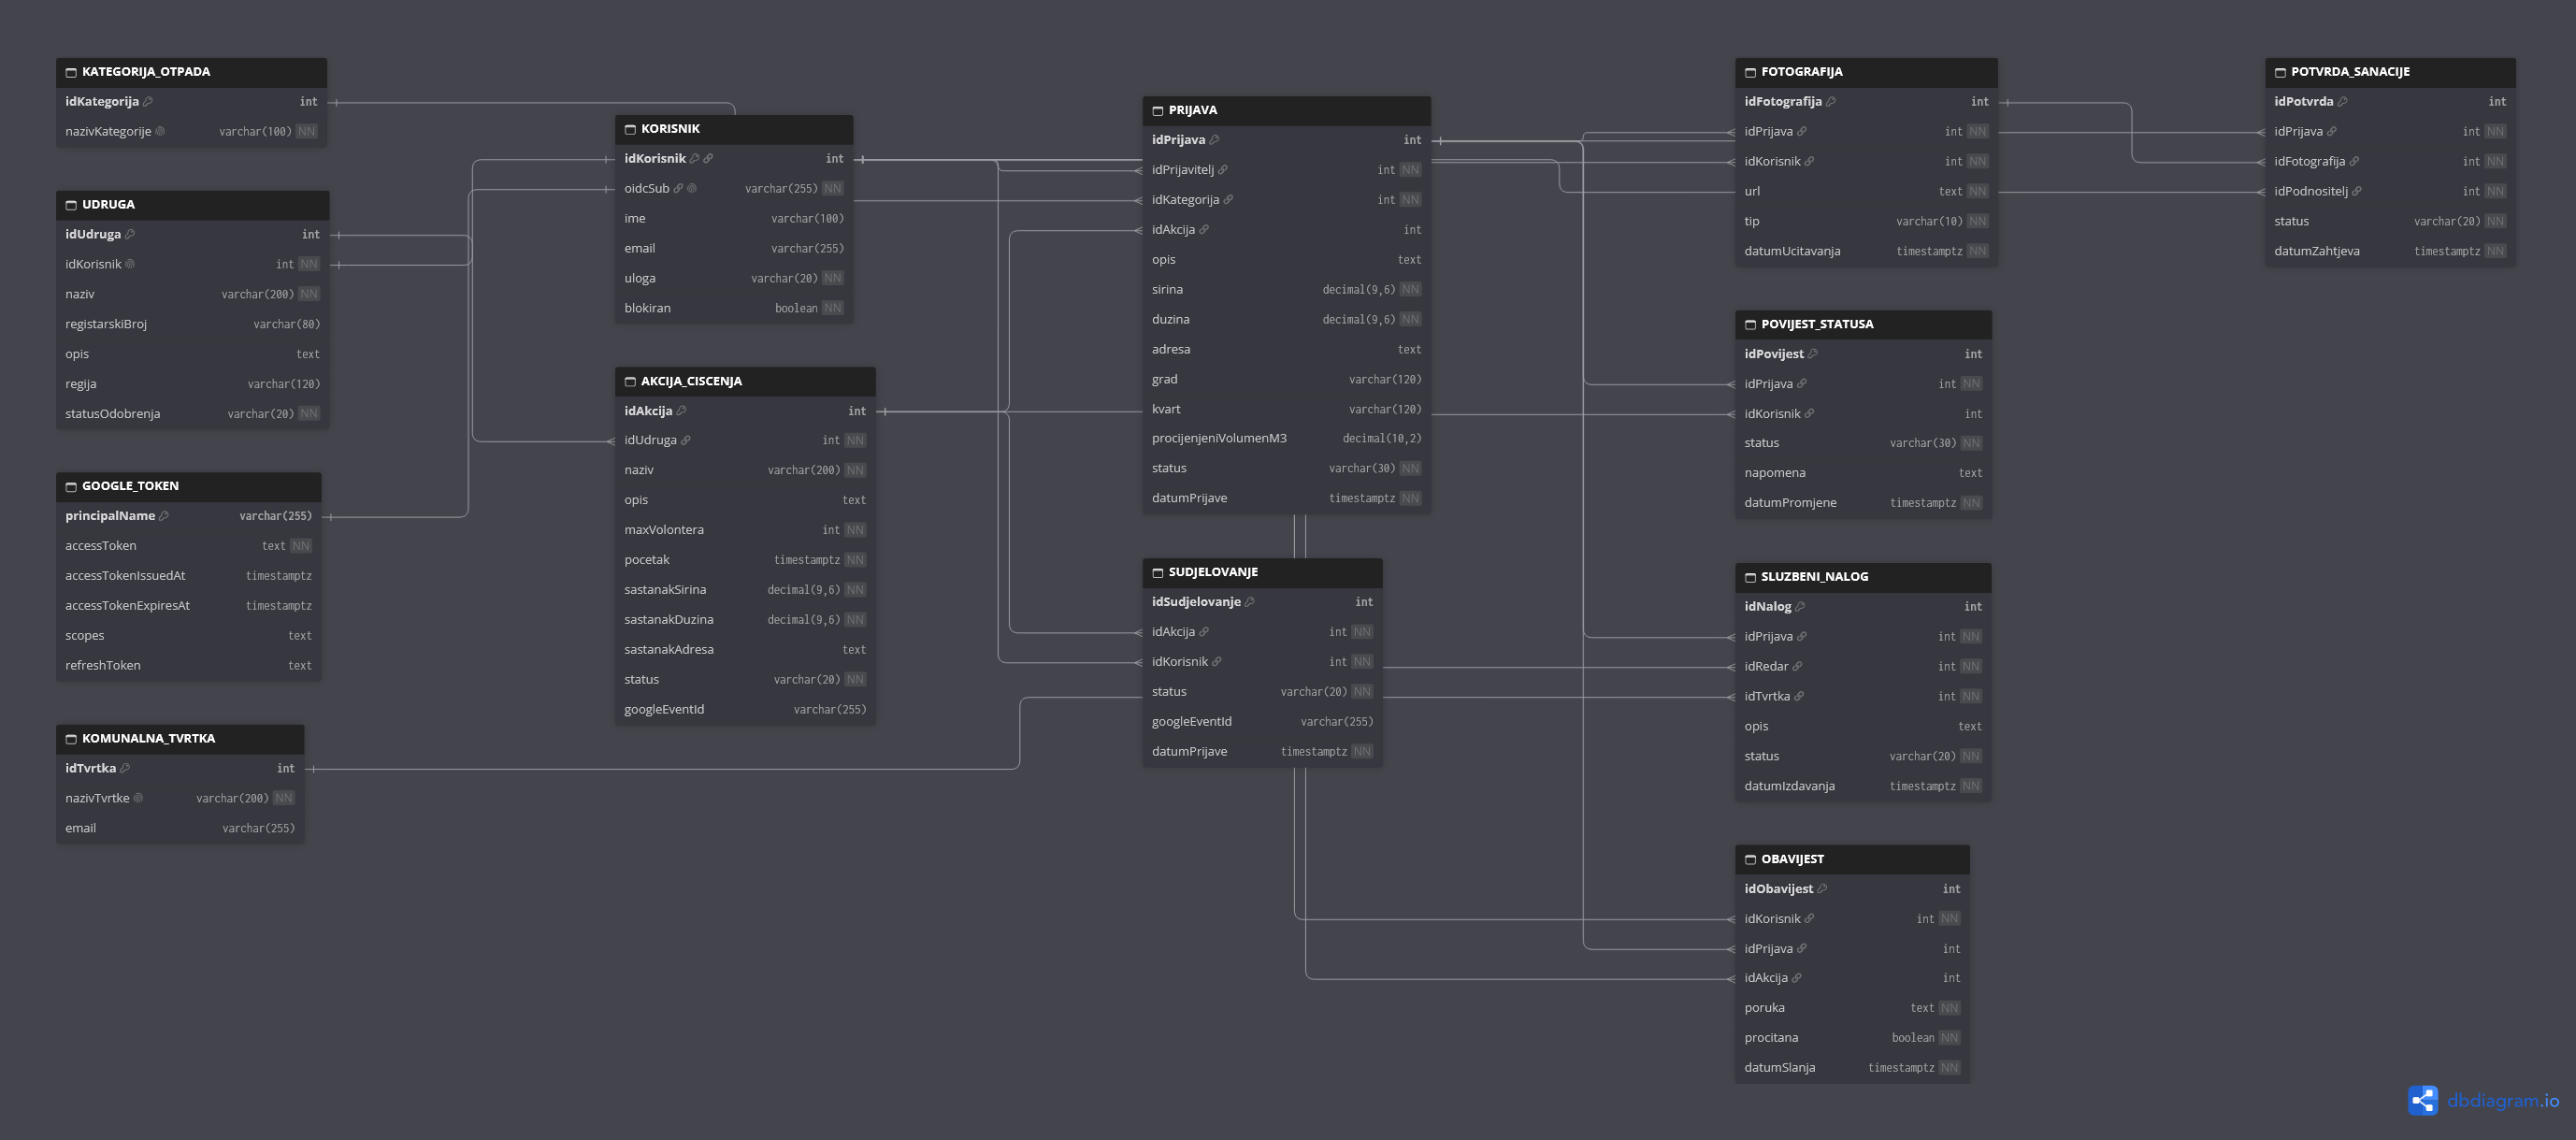 KATEGORIJA_OTPADA
idKategorija int
nazivKategorije varchar(100) NN
UDRUGA
idUdruga int
idKorisnik int NN
naziv varchar(200) NN
registarskiBroj varchar(80)
opis text
regija varchar(120)
statusOdobrenja varchar(20) NN
GOOGLE_TOKEN
principalName varchar(255)
accessToken text NN
accessTokenIssuedAt timestamptz
accessTokenExpiresAt timestamptz
scopes text
refreshToken text
KOMUNALNA_TVRTKA
idTvrtka int
nazivTvrtke varchar(200) NN
email varchar(255)
KORISNIK
idKorisnik int
oidcSub varchar(255) NN
ime varchar(100)
email varchar(255)
uloga varchar(20) NN
blokiran boolean NN
AKCIJA_CISCENJA
idAkcija int
idUdruga int NN
naziv varchar(200) NN
opis text
maxVolontera int NN
pocetak timestamptz NN
sastanakSirina decimal(9,6) NN
sastanakDuzina decimal(9,6) NN
sastanakAdresa text
status varchar(20) NN
googleEventId varchar(255)
PRIJAVA
idPrijava int
idPrijavitelj int NN
idKategorija int NN
idAkcija int
opis text
sirina decimal(9,6) NN
duzina decimal(9,6) NN
adresa text
grad varchar(120)
kvart varchar(120)
procijenjeniVolumenM3 decimal(10,2)
status varchar(30) NN
datumPrijave timestamptz NN
SUDJELOVANJE
idSudjelovanje int
idAkcija int NN
idKorisnik int NN
status varchar(20) NN
googleEventId varchar(255)
datumPrijave timestamptz NN
FOTOGRAFIJA
idFotografija int
idPrijava int NN
idKorisnik int NN
url text NN
tip varchar(10) NN
datumUcitavanja timestamptz NN
POVIJEST_STATUSA
idPovijest int
idPrijava int NN
idKorisnik int
status varchar(30) NN
napomena text
datumPromjene timestamptz NN
SLUZBENI_NALOG
idNalog int
idPrijava int NN
idRedar int NN
idTvrtka int NN
opis text
status varchar(20) NN
datumIzdavanja timestamptz NN
OBAVIJEST
idObavijest int
idKorisnik int NN
idPrijava int
idAkcija int
poruka text NN
procitana boolean NN
datumSlanja timestamptz NN
POTVRDA_SANACIJE
idPotvrda int
idPrijava int NN
idFotografija int NN
idPodnositelj int NN
status varchar(20) NN
datumZahtjeva timestamptz NN
dbdiagram.io